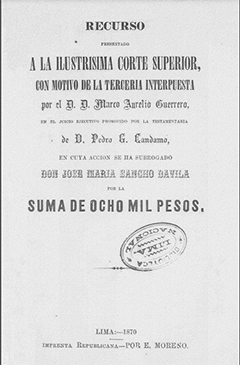 RECURSO
PRESENTADO
A LA ILUSTRISIMA CORTE SUPERIOR,
CON MOTIVO DE LA TERCERIA INTERPUESTA
por el D. D. Marco Aurelio Guerrero,
EN EL JUICIO EJECUTIVO PROMOVIDO POR LA TESTAMENTARIA
de D. Pedro G. Candamo,
EN CUYA ACCION SE HA SUBROGADO
DON JOSE MARIA SANCHO DAVILA
POR LA
SUMA DE OCHO MIL PESOS.
LIMA
NACIONAL
LIMA:—1870
IMPRENTA REPUBLICANA.—POR E. MORENO.